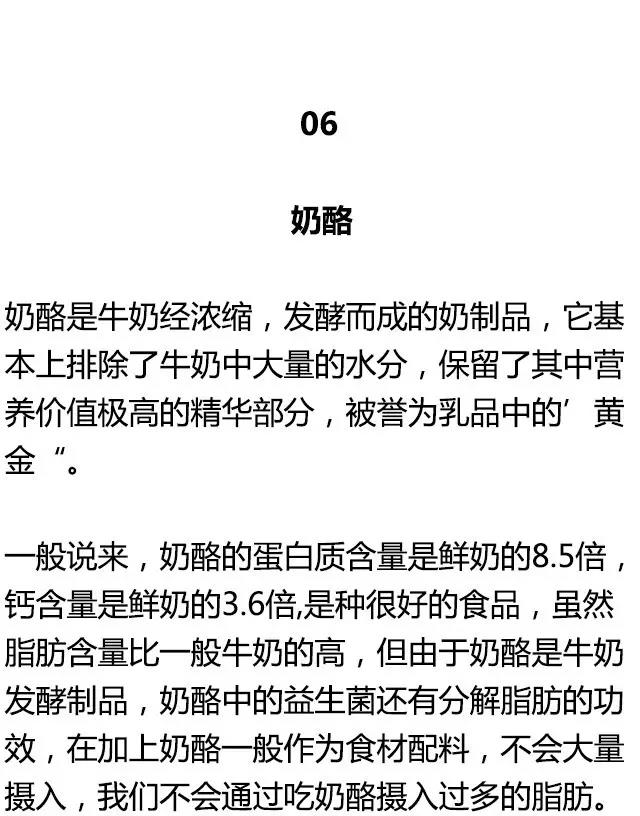 06
奶酪
奶酪是牛奶经浓缩，发酵而成的奶制品，它基
本上排除了牛奶中大量的水分，保留了其中营
养价值极高的精华部分，被誉为乳品中的’黄
金“。
一般说来，奶酪的蛋白质含量是鲜奶的8.5倍，
钙含量是鲜奶的3.6倍,是种很好的食品，虽然
脂肪含量比一般牛奶的高，但由于奶酪是牛奶
发酵制品，奶酪中的益生菌还有分解脂肪的功
效，在加上奶酪一般作为食材配料，不会大量
摄入，我们不会通过吃奶酪摄入过多的脂肪。